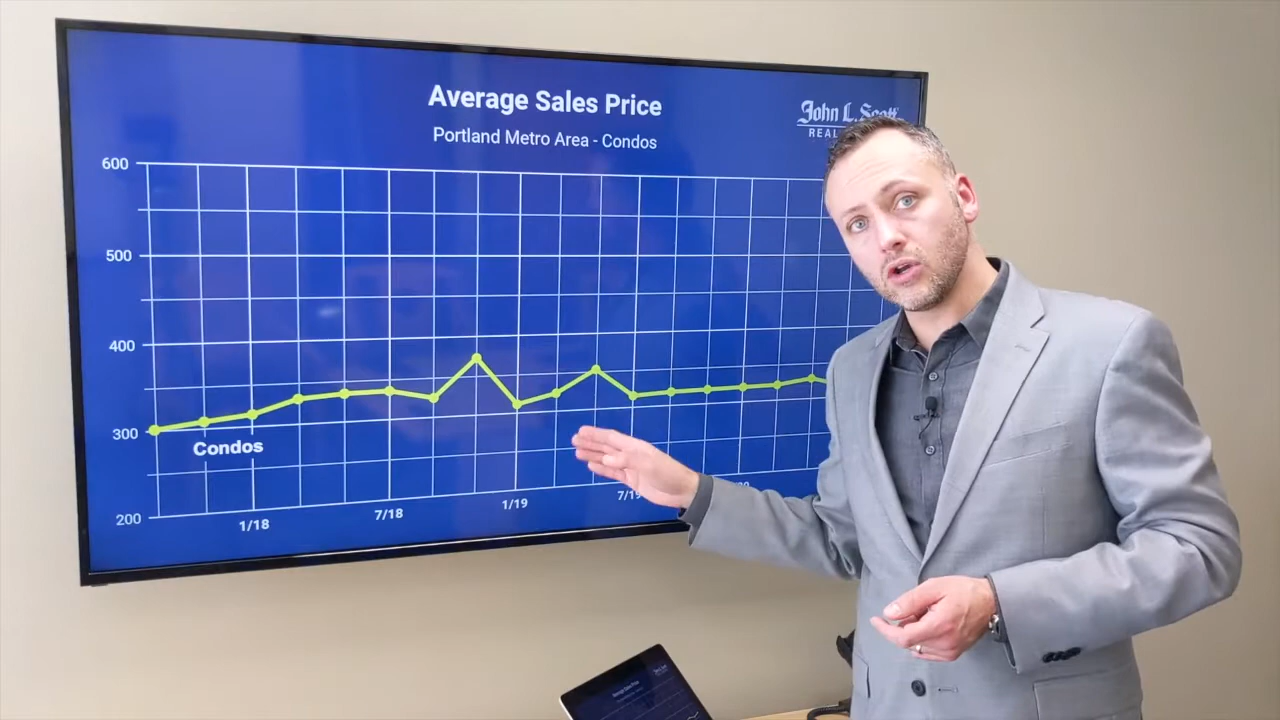 Average Sales Price
Portland Metro Area - Condos
John L. Scott
REAL
600
500
400
300
200
Condos
1/18
7/18
1/19
7/19